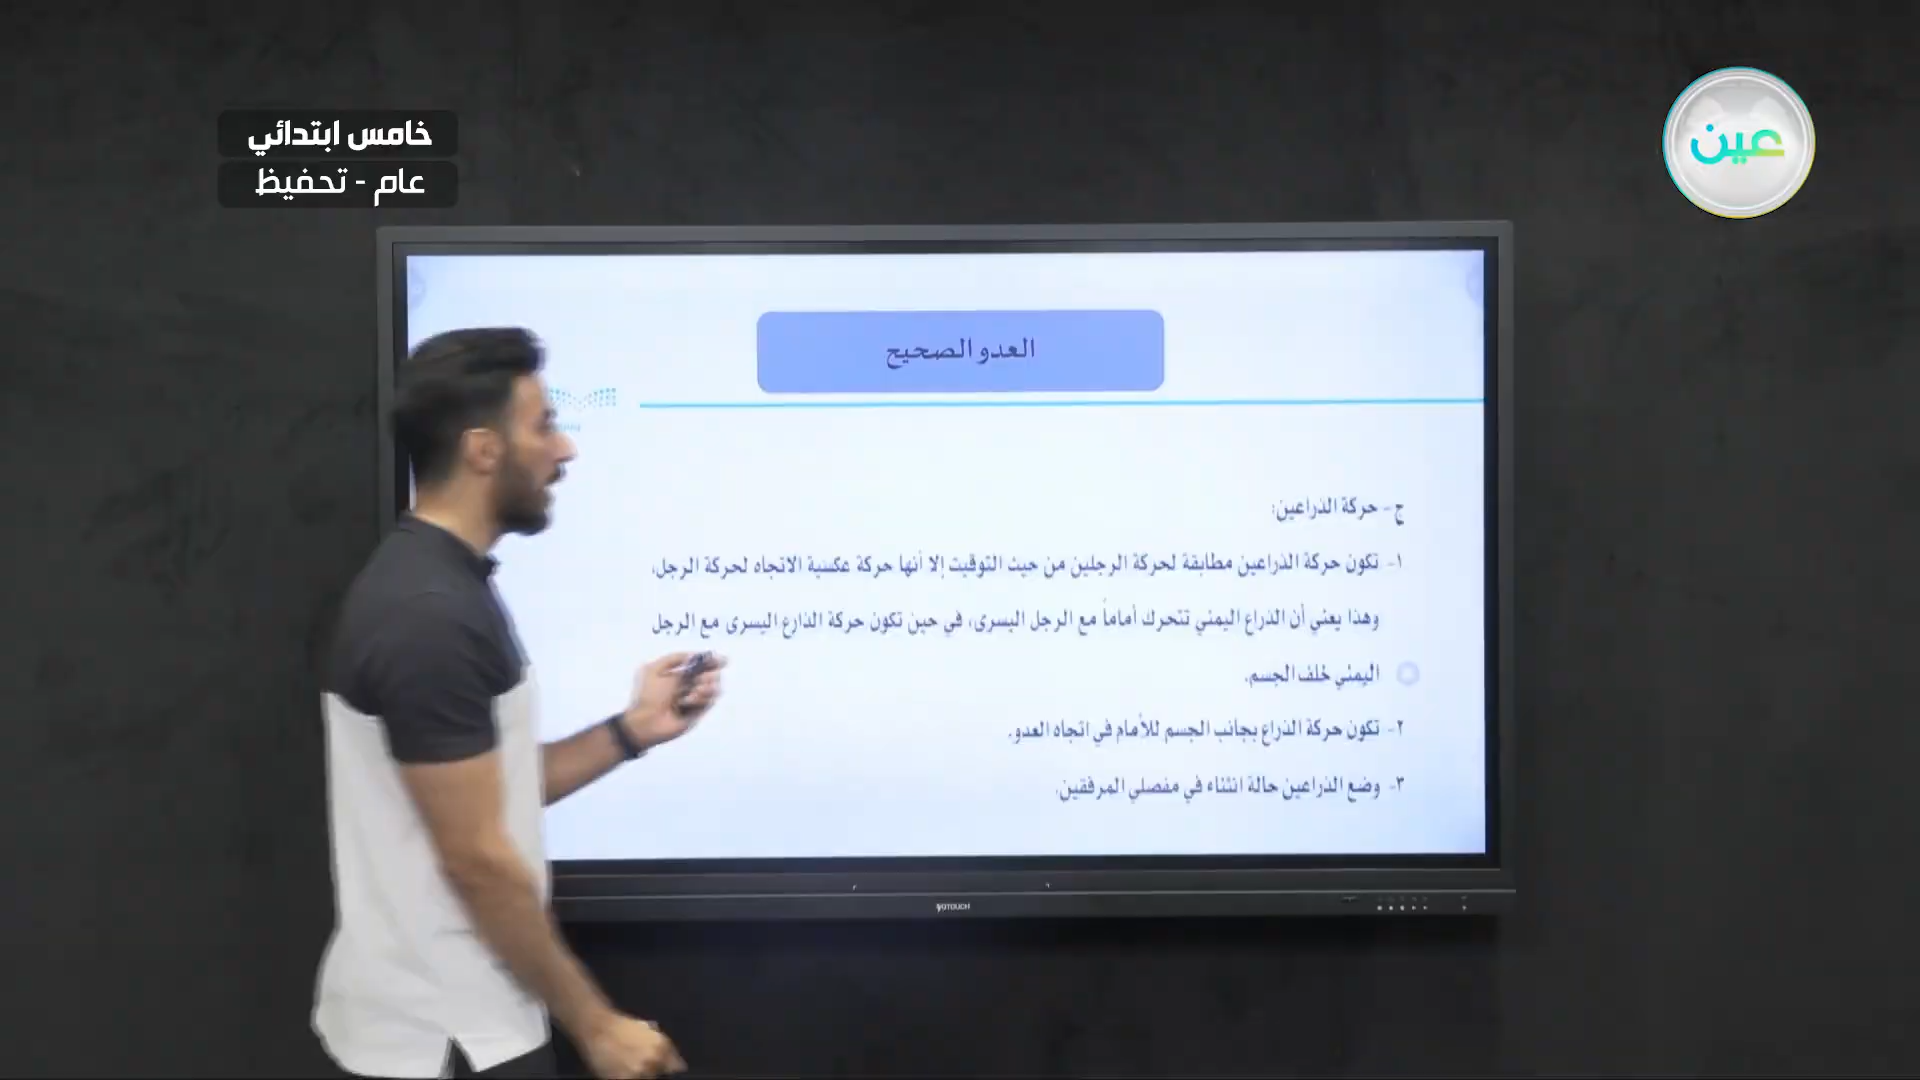 خامس ابتدائي
عام - تحفيظ
عين
العدو الصحيح
ج- حركة الذراعين:
١- تكون حركة الذراعين مطابقة لحركة الرجلين من حيث التوقيت إلا أنها حركة عكسية الاتجاه لحركة الرجل،
وهذا يعني أن الذراع اليمني تتحرك أماماً مع الرجل اليسرى، في حين تكون حركة الذارع اليسرى مع الرجل
اليمني خلف الجسم.
٢- تكون حركة الذراع بجانب الجسم للأمام في اتجاه العدو.
٣- وضع الذراعين حالة انثناء في مفصلي المرفقين.
YOTOUCH